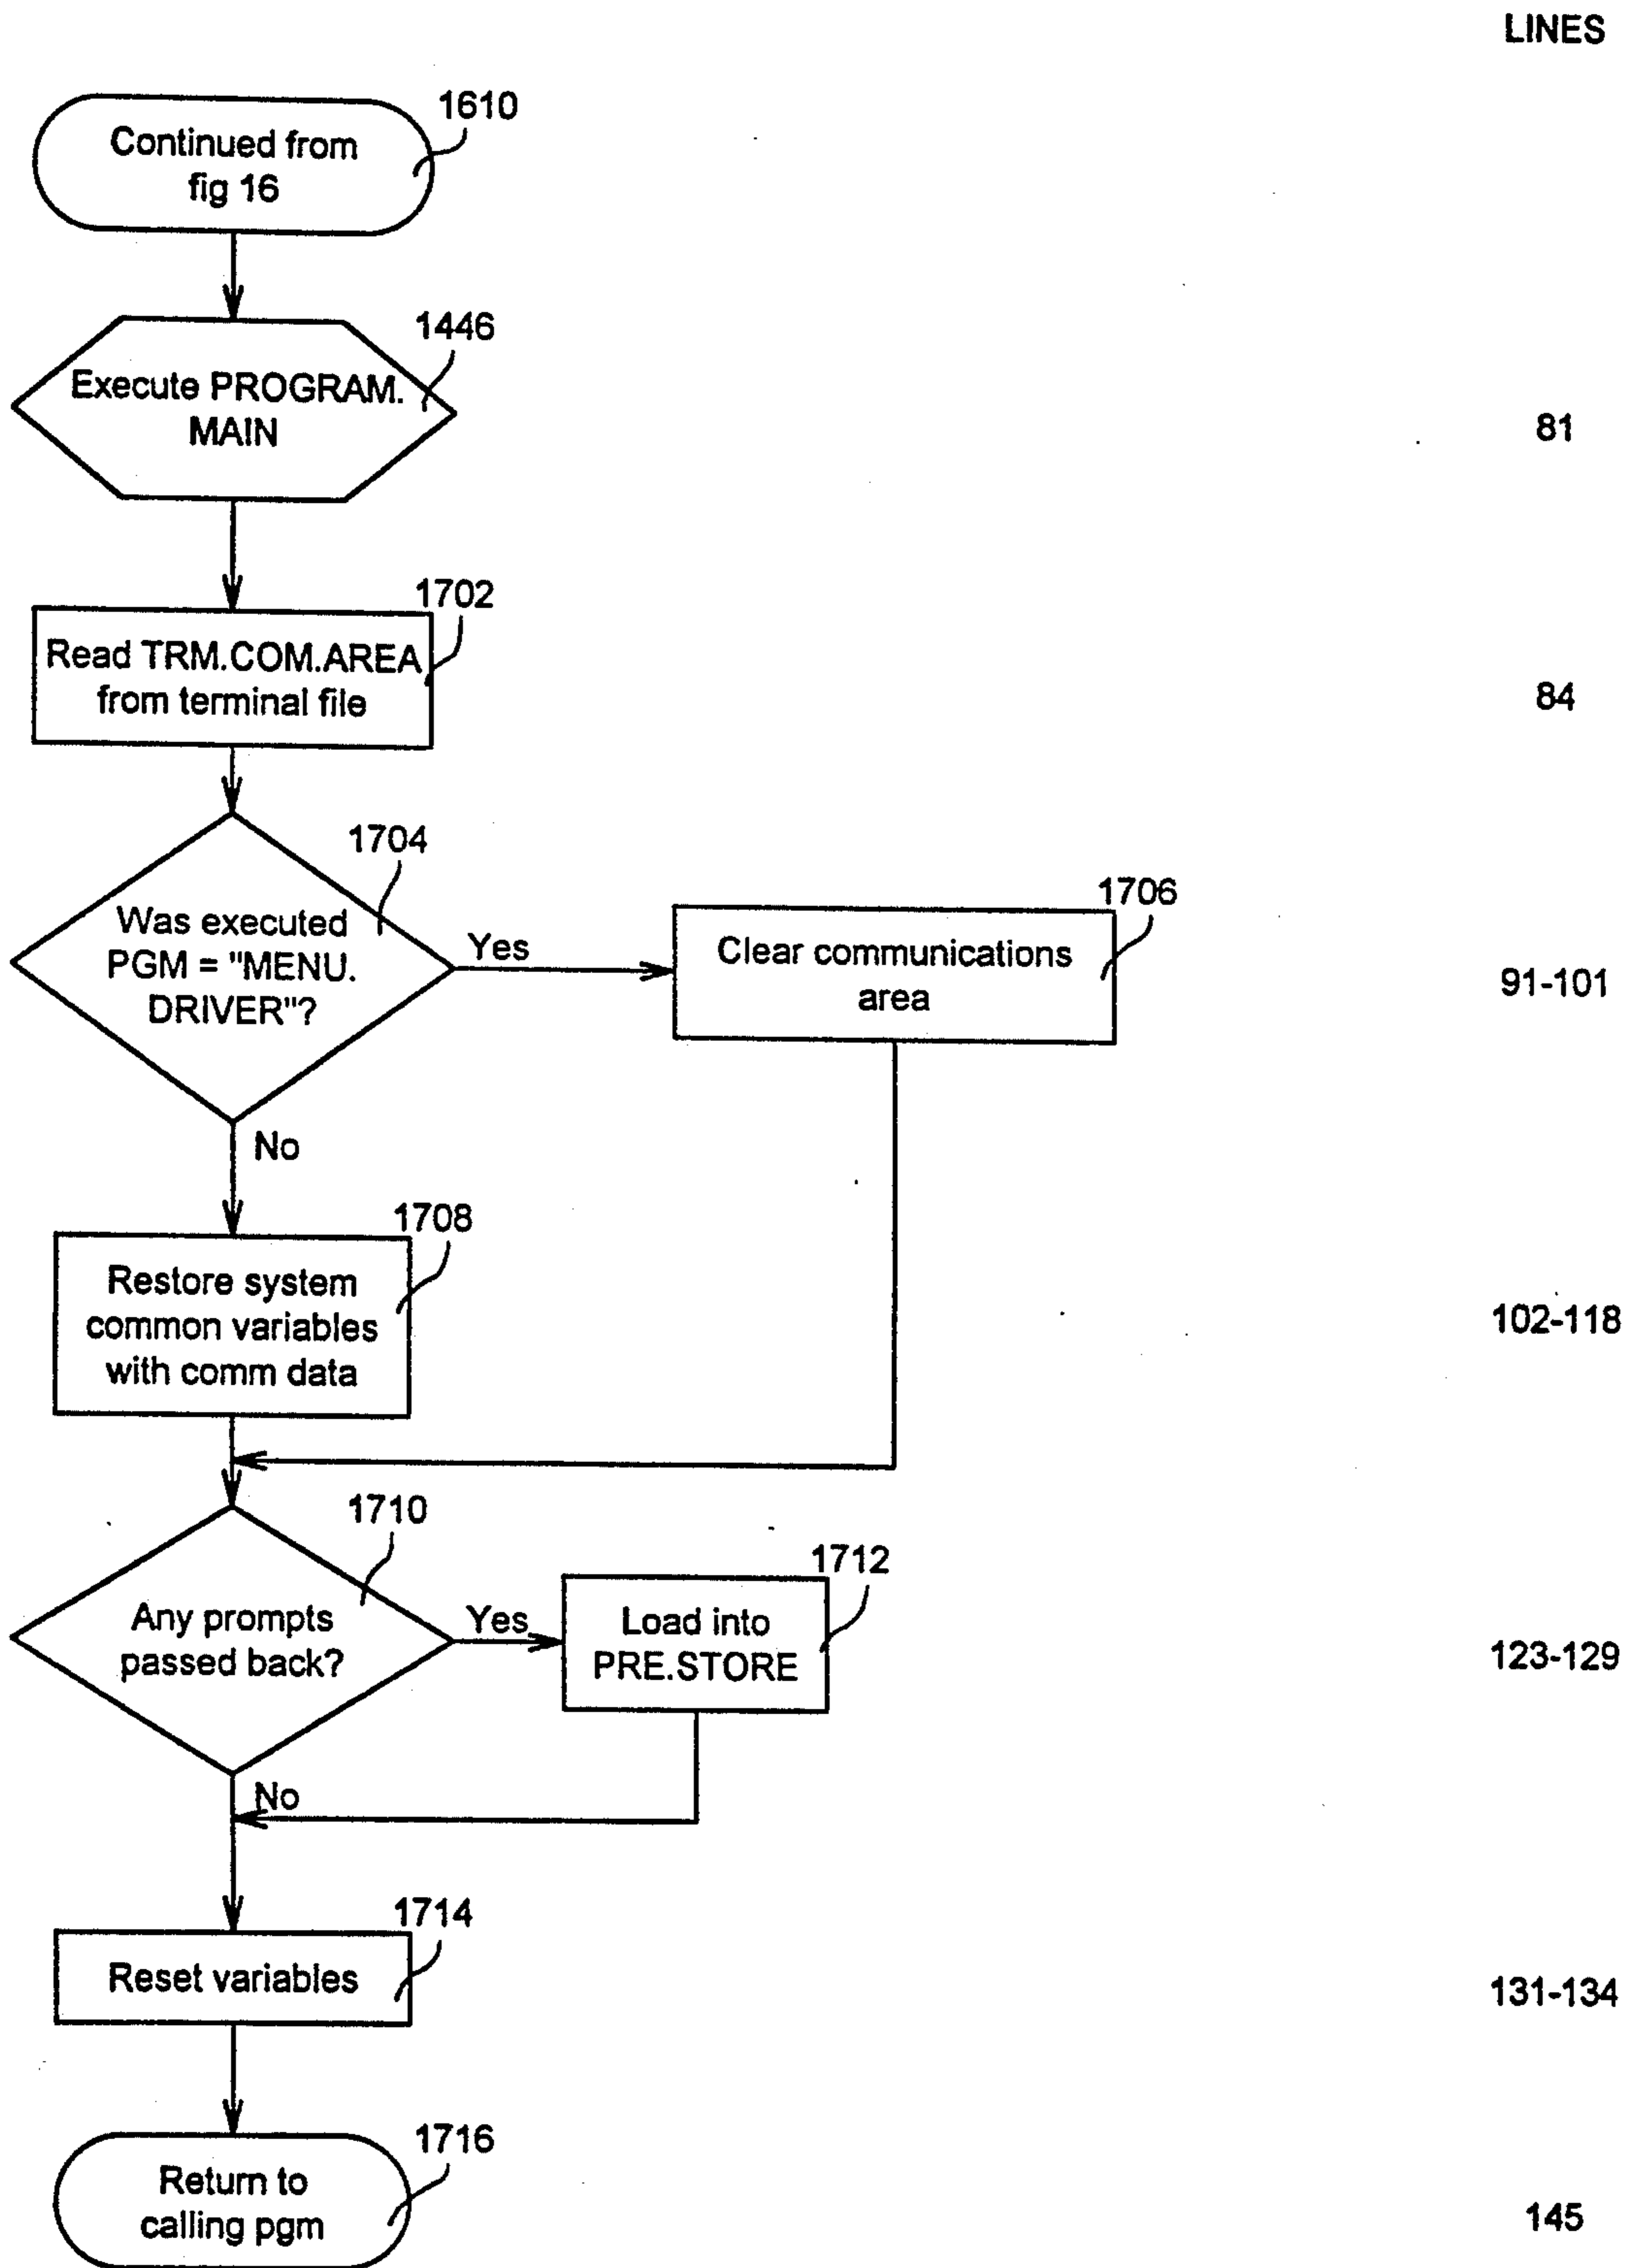 LINES
1610
Continued from
fig 16
1446
Execute PROGRAM.
MAIN
81
1702
Read TRM.COM.AREA
from terminal file
84
1704
Was executed
PGM = "MENU.
DRIVER"?
Yes
1706
Clear communications
area
91-101
No
1708
Restore system
common variables
with comm data
102-118
1710
Any prompts
passed back?
Yes
1712
Load into
PRE.STORE
123-129
No
1714
Reset variables
131-134
1716
Return to
calling pgm
145